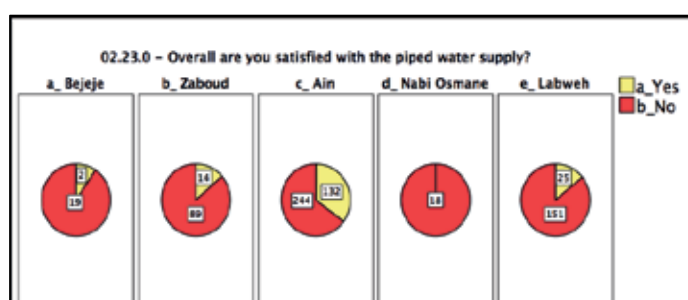 02.23.0 – Overall are you satisfied with the piped water supply?
a_ Bejeje b_ Zaboud c_ Ain d_ Nabi Osmane e_ Labweh
a_Yes
b_No
2 14 132 25
19 89 244 18 151